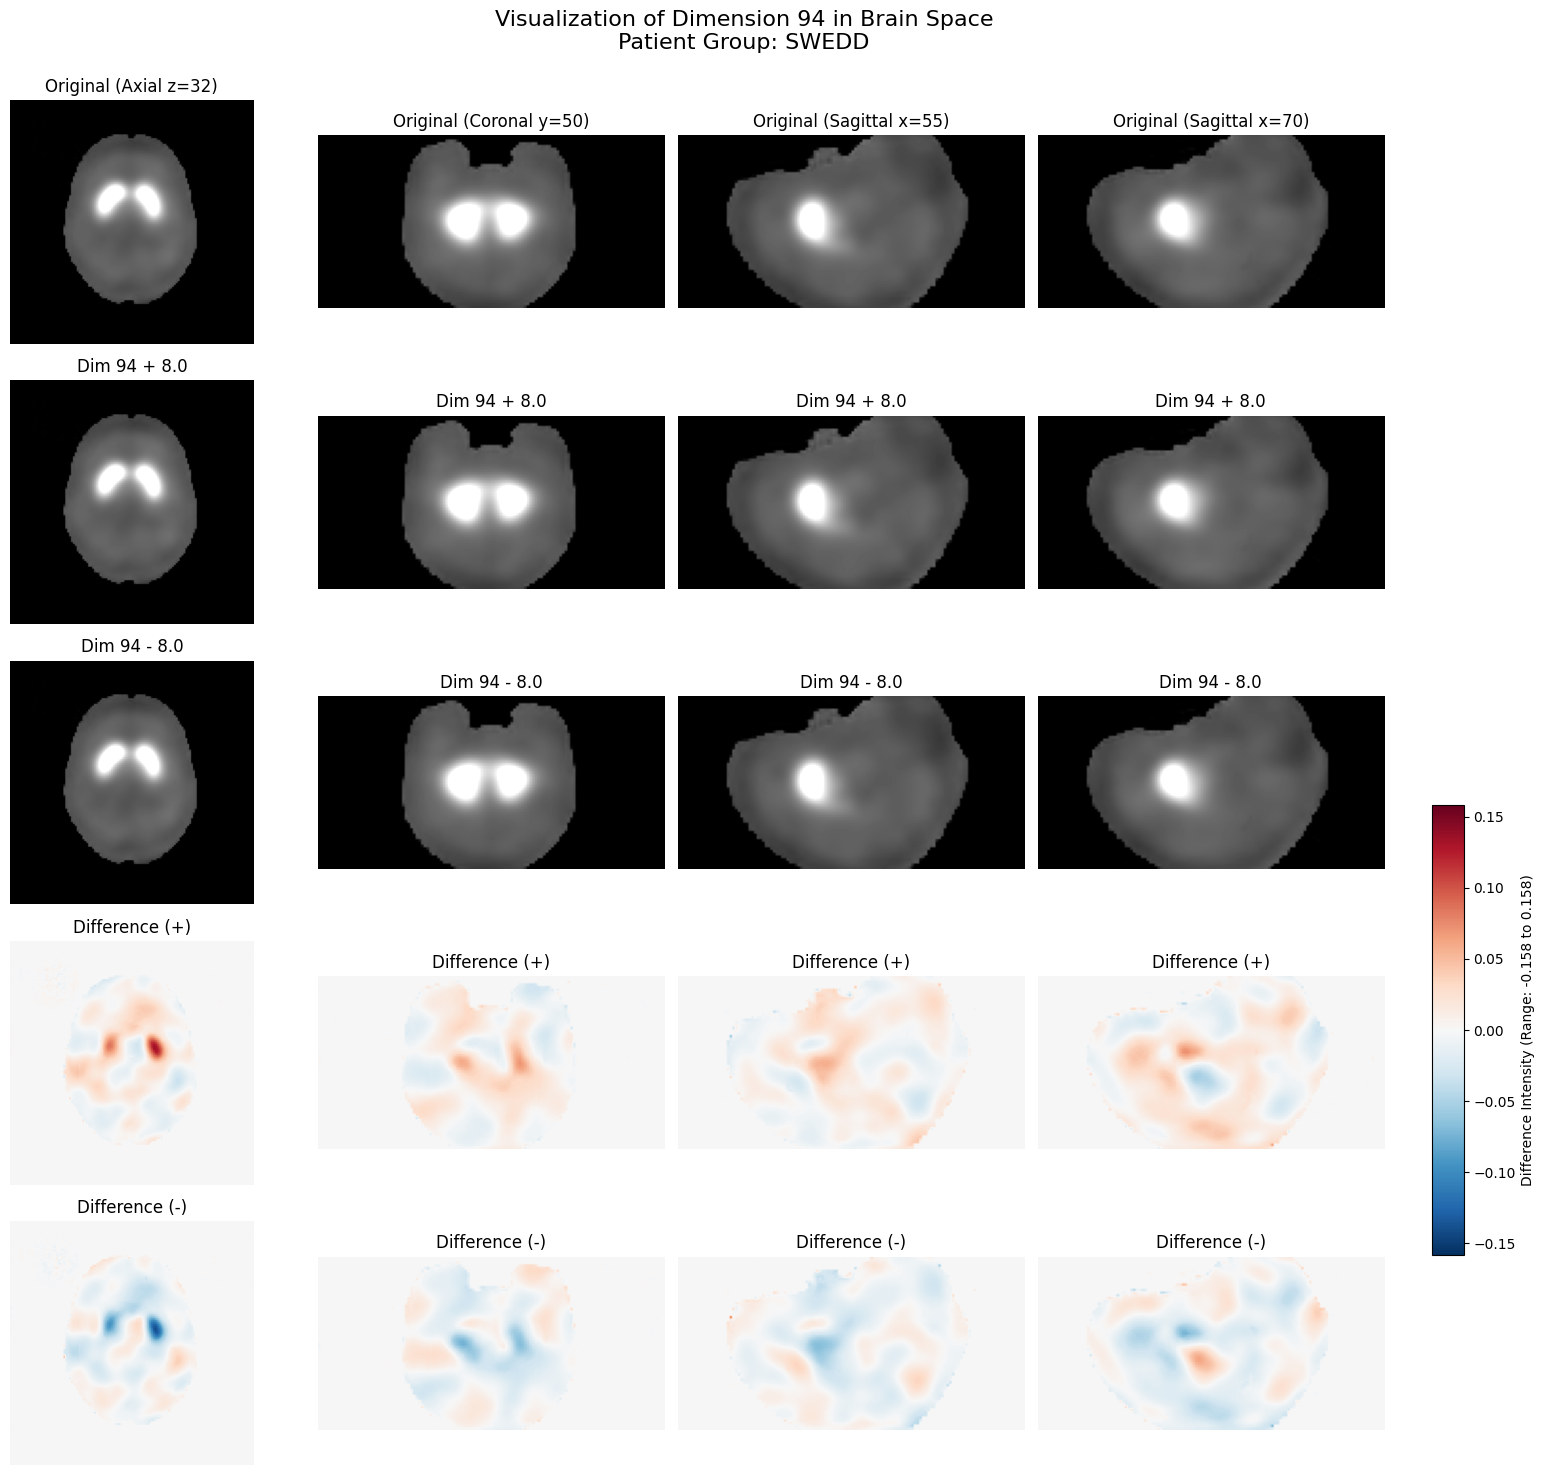 Visualization of Dimension 94 in Brain Space
Patient Group: SWEDD
Original (Axial z=32)
Original (Coronal y=50)
Original (Sagittal x=55)
Original (Sagittal x=70)
Dim 94 + 8.0
Dim 94 + 8.0
Dim 94 + 8.0
Dim 94 + 8.0
Dim 94 - 8.0
Dim 94 - 8.0
Dim 94 - 8.0
Dim 94 - 8.0
Difference (+)
Difference (+)
Difference (+)
Difference (+)
Difference (-)
Difference (-)
Difference (-)
Difference (-)
0.15
0.10
0.05
0.00
−0.05
−0.10
−0.15
Difference Intensity (Range: -0.158 to 0.158)